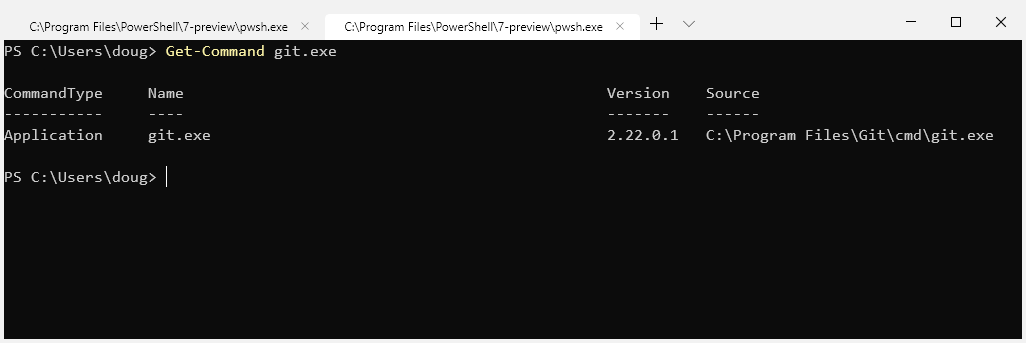 C:\Program Files\PowerShell\7-preview\pwsh.exe C:\Program Files\PowerShell\7-preview\pwsh.exe
PS C:\Users\doug> Get-Command git.exe
CommandType Name Version Source
----------- ---- ------- ------
Application git.exe 2.22.0.1 C:\Program Files\Git\cmd\git.exe
PS C:\Users\doug>